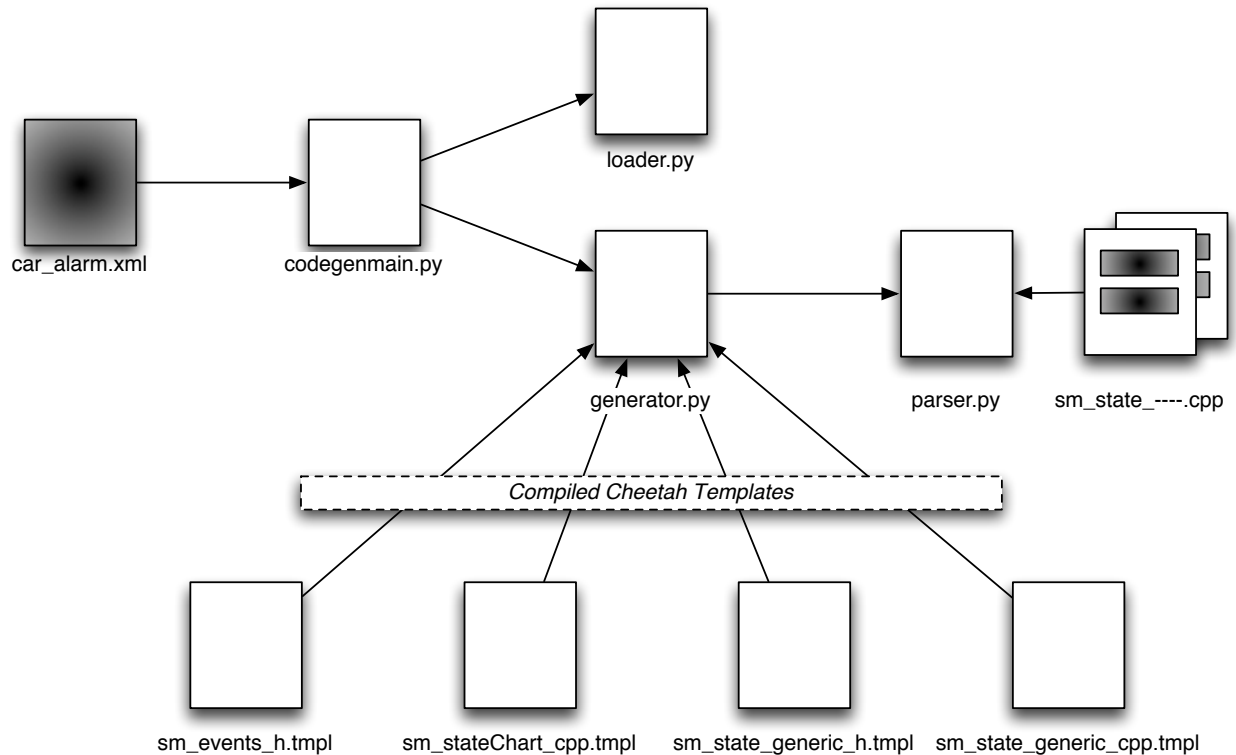 loader.py
car_alarm.xml
codegenmain.py
generator.py
parser.py
sm_state_----.cpp
Compiled Cheetah Templates
sm_events_h.tmpl
sm_stateChart_cpp.tmpl
sm_state_generic_h.tmpl
sm_state_generic_cpp.tmpl